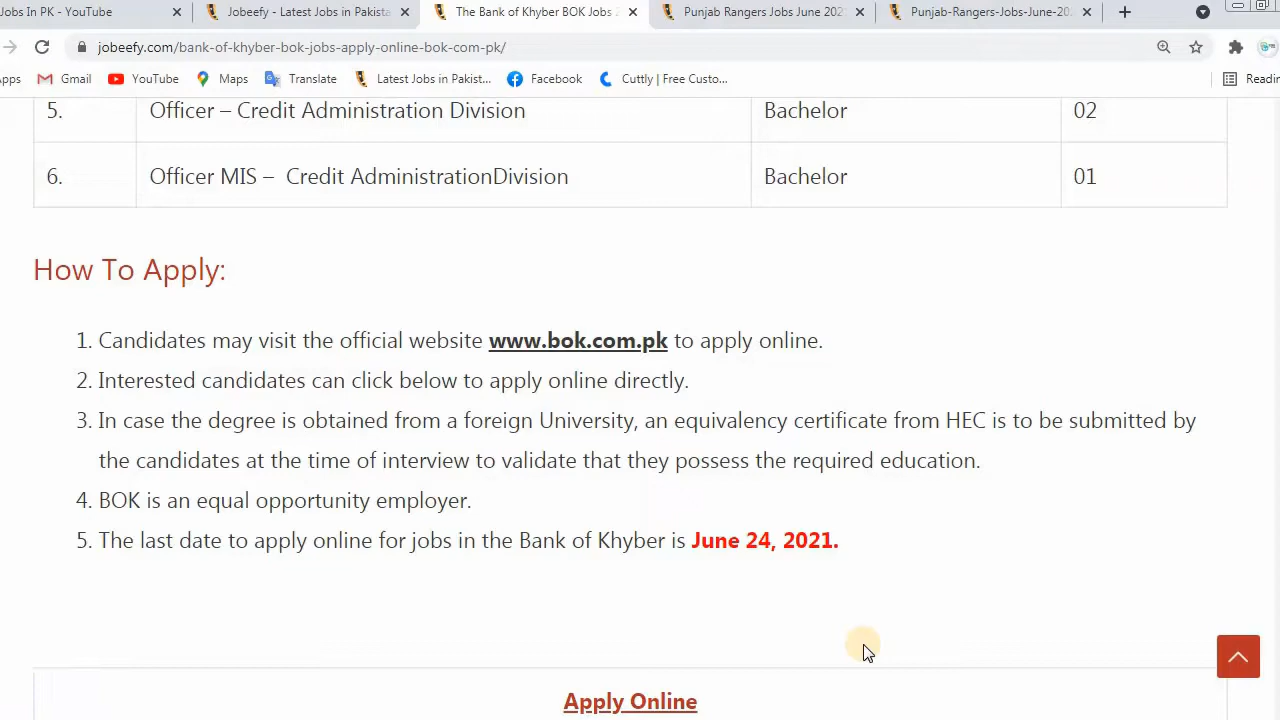 Jobs In PK - YouTube
Jobeefy - Latest Jobs in Pakista
The Bank of Khyber BOK Jobs 2
Punjab Rangers Jobs June 202
Punjab-Rangers-Jobs-June-202
jobeefy.com/bank-of-khyber-bok-jobs-apply-online-bok-com-pk/
pps
Gmail
YouTube
Maps
Translate
Latest Jobs in Pakist...
Facebook
Cuttly | Free Custo...
Readin
5. Officer – Credit Administration Division Bachelor 02
6. Officer MIS – Credit AdministrationDivision Bachelor 01
How To Apply:
1. Candidates may visit the official website www.bok.com.pk to apply online.
2. Interested candidates can click below to apply online directly.
3. In case the degree is obtained from a foreign University, an equivalency certificate from HEC is to be submitted by
the candidates at the time of interview to validate that they possess the required education.
4. BOK is an equal opportunity employer.
5. The last date to apply online for jobs in the Bank of Khyber is June 24, 2021.
Apply Online